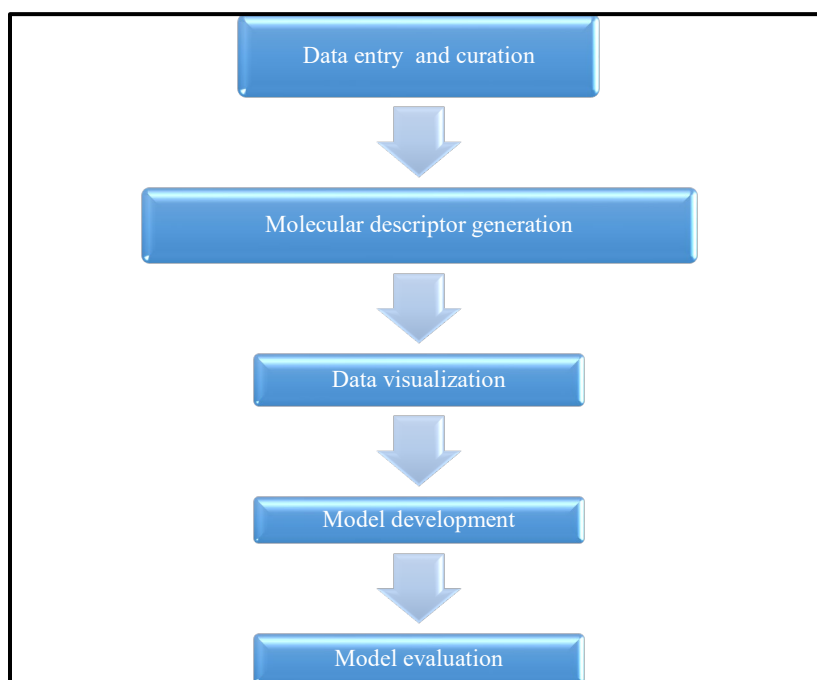 Data entry  and curation
Molecular descriptor generation
Data visualization
Model development
Model evaluation